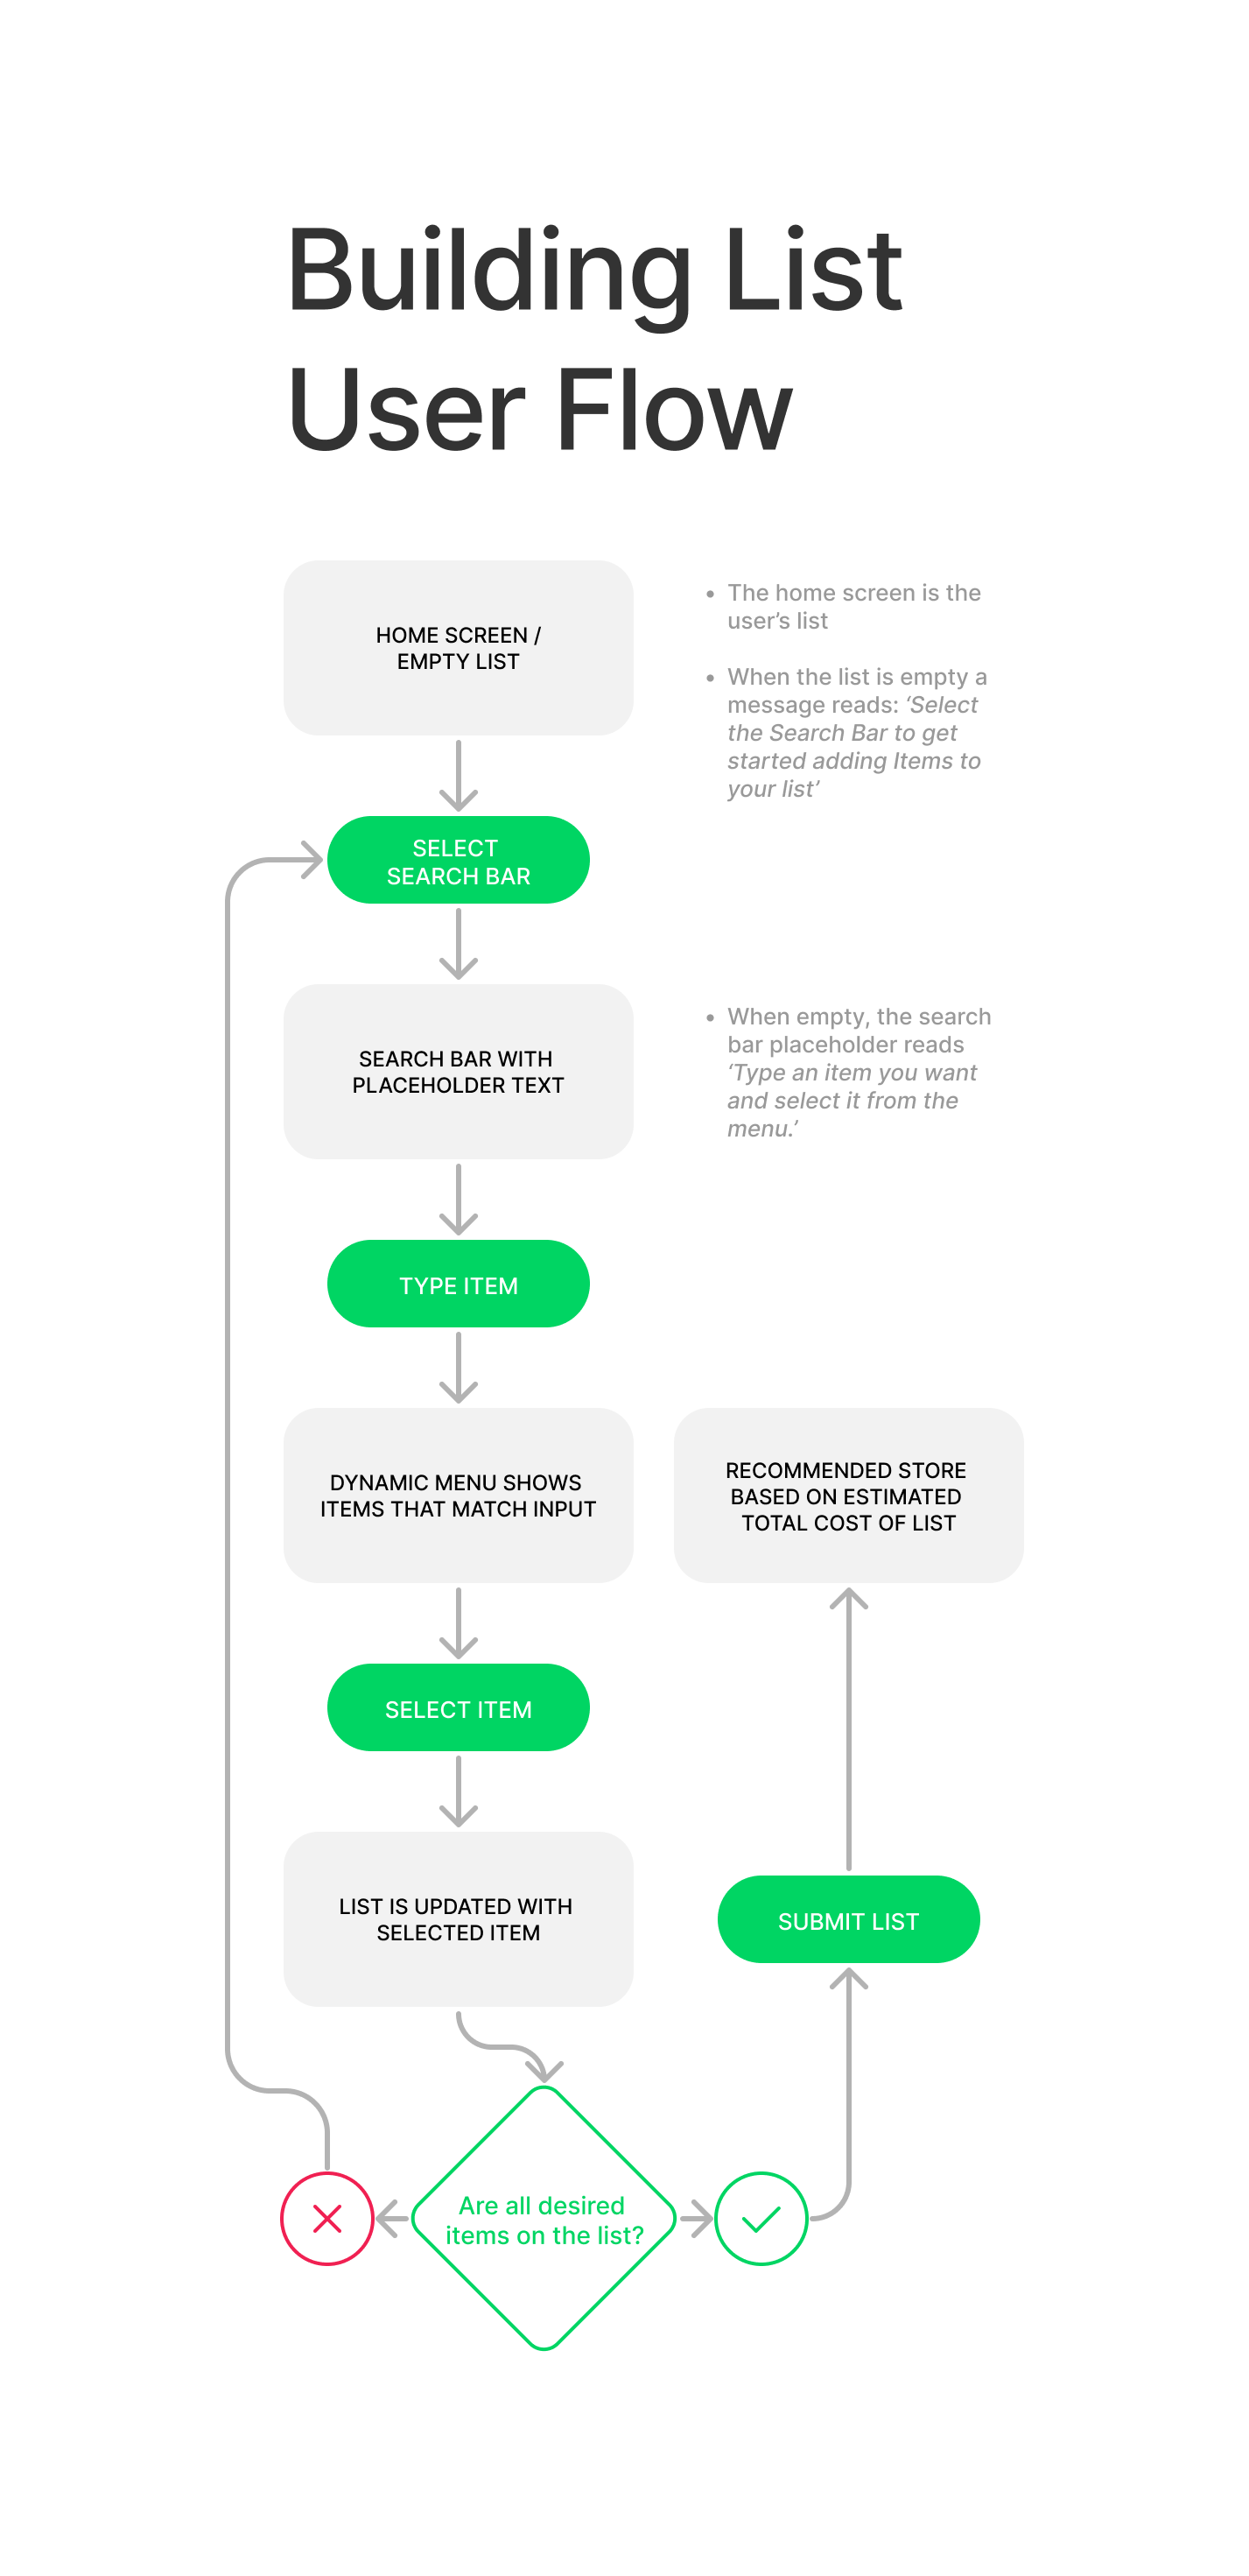 Building List
User Flow
HOME SCREEN /
EMPTY LIST
• The home screen is the
user’s list
• When the list is empty a
message reads: ‘Select
the Search Bar to get
started adding Items to
your list’
SELECT
SEARCH BAR
SEARCH BAR WITH
PLACEHOLDER TEXT
• When empty, the search
bar placeholder reads
‘Type an item you want
and select it from the
menu.’
TYPE ITEM
DYNAMIC MENU SHOWS
ITEMS THAT MATCH INPUT
RECOMMENDED STORE
BASED ON ESTIMATED
TOTAL COST OF LIST
SELECT ITEM
LIST IS UPDATED WITH
SELECTED ITEM
SUBMIT LIST
Are all desired
items on the list?